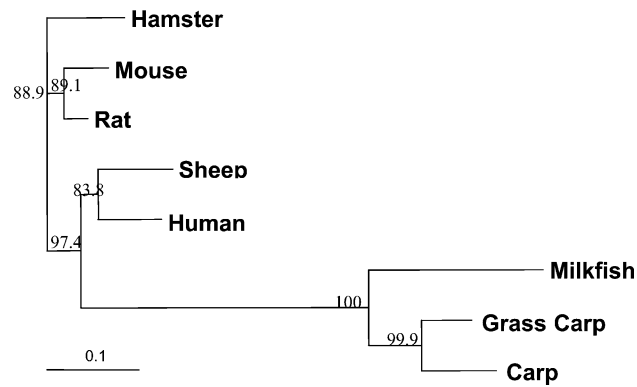 Hamster
Mouse
89.1
88.9
Rat
Sheep
83.8
Human
97.4
Milkfish
100
Grass Carp
99.9
0.1
Carp